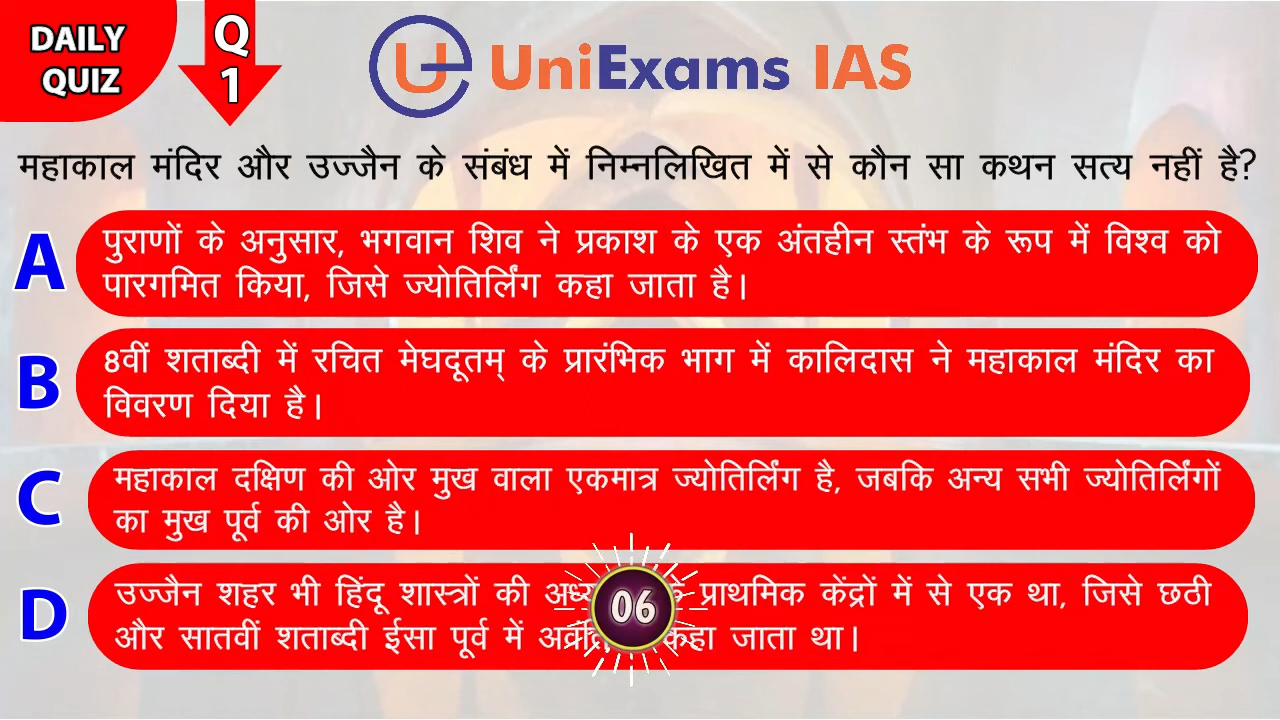 DAILY
QUIZ
Q
1
UniExams IAS
महाकाल मंदिर और उज्जैन के संबंध में निम्नलिखित में से कौन सा कथन सत्य नहीं है?
A
पुराणों के अनुसार, भगवान शिव ने प्रकाश के एक अंतहीन स्तंभ के रूप में विश्व को
पारगमित किया, जिसे ज्योतिर्लिंग कहा जाता है।
B
8वीं शताब्दी में रचित मेघदूतम् के प्रारंभिक भाग में कालिदास ने महाकाल मंदिर का
विवरण दिया है।
C
महाकाल दक्षिण की ओर मुख वाला एकमात्र ज्योतिर्लिंग है, जबकि अन्य सभी ज्योतिर्लिंगों
का मुख पूर्व की ओर है।
D
उज्जैन शहर भी हिंदू शास्त्रों की के प्राथमिक केंद्रों में से एक था, जिसे छठी
और सातवीं शताब्दी ईसा पूर्व में कहा जाता था।
06